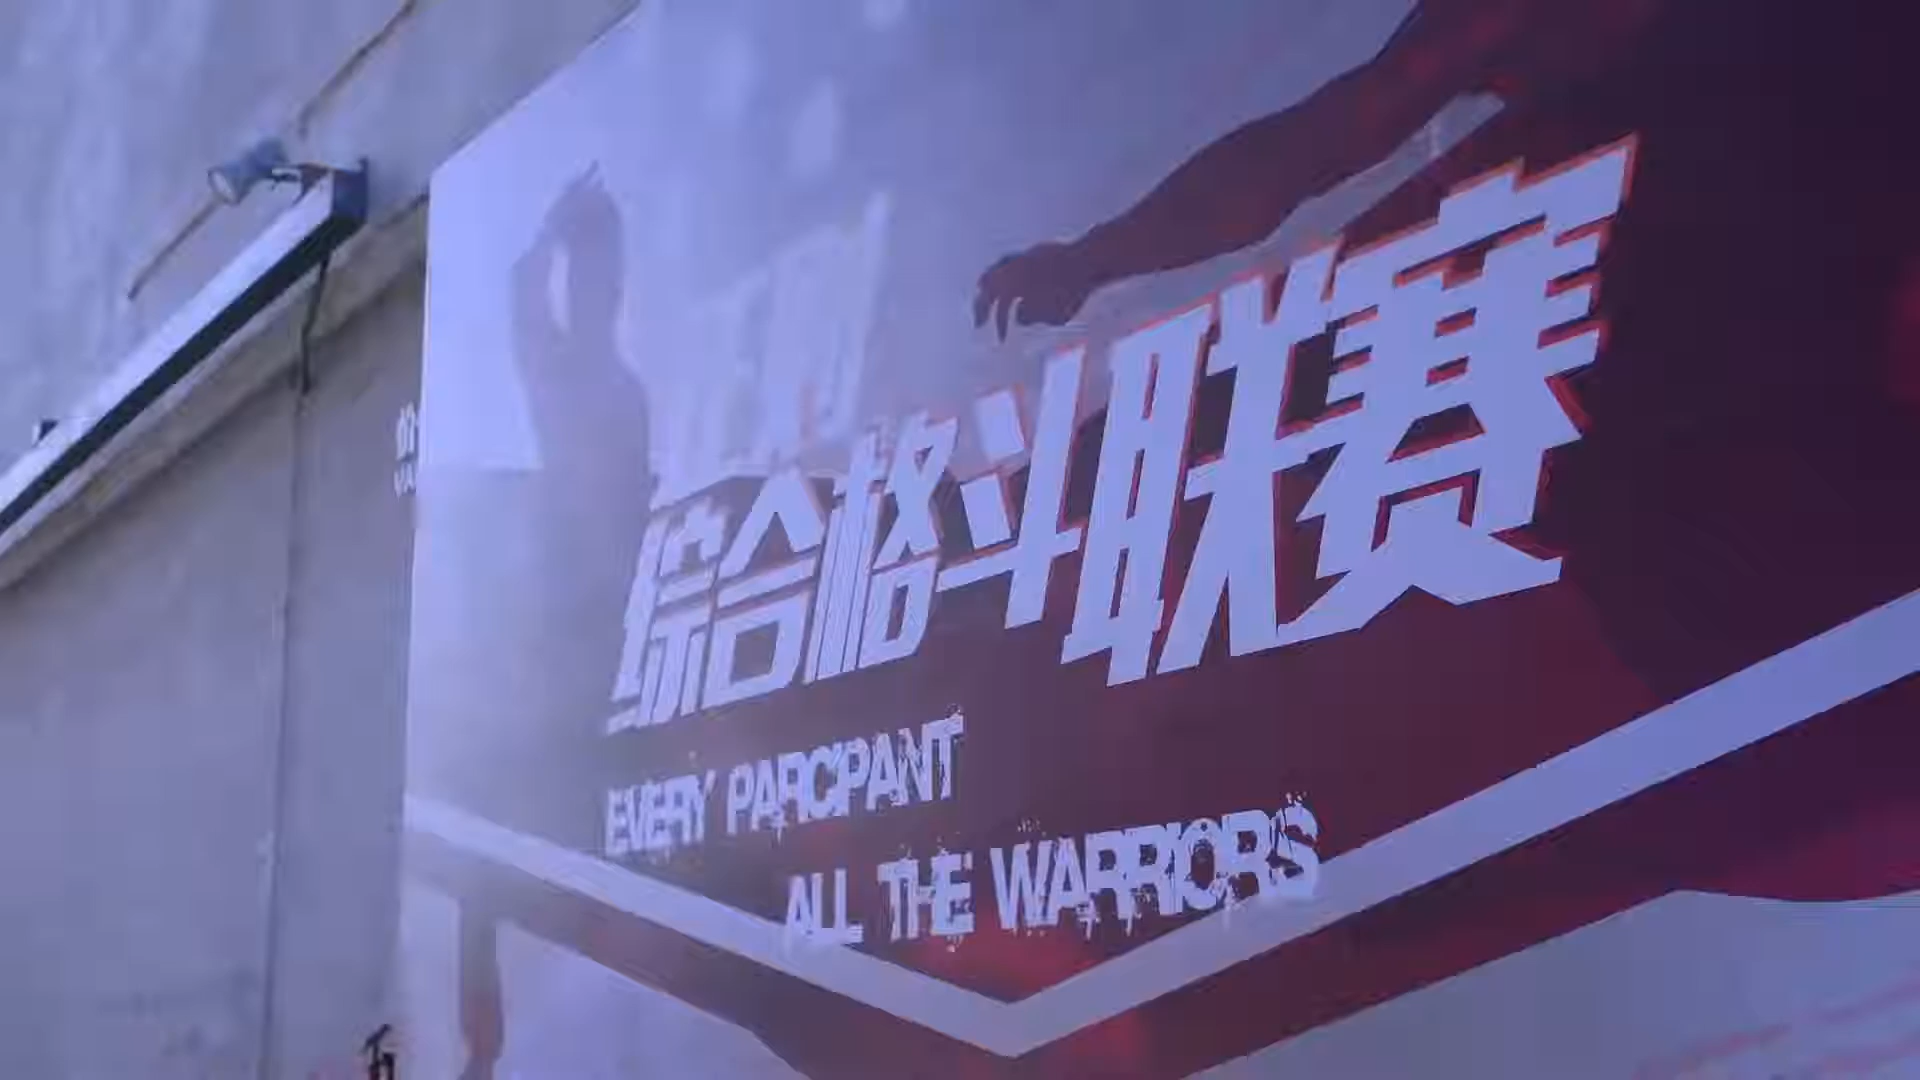 综合格斗联赛
EVERY PARCIPANT
ALL THE WARRIORS